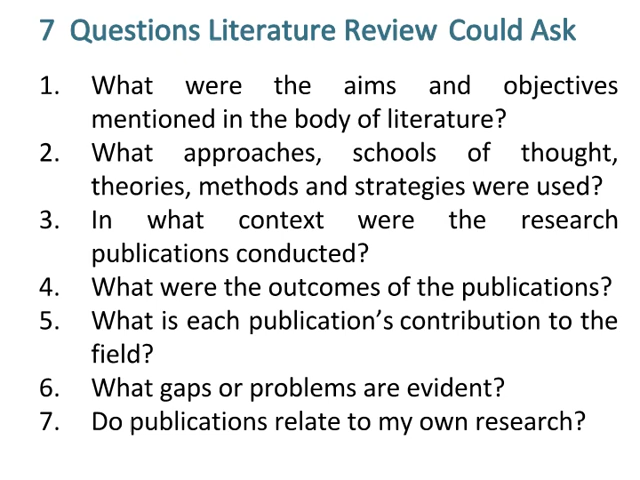 7 Questions Literature Review Could Ask
1. What were the aims and objectives
mentioned in the body of literature?
2. What approaches, schools of thought,
theories, methods and strategies were used?
3. In what context were the research
publications conducted?
4. What were the outcomes of the publications?
5. What is each publication’s contribution to the
field?
6. What gaps or problems are evident?
7. Do publications relate to my own research?